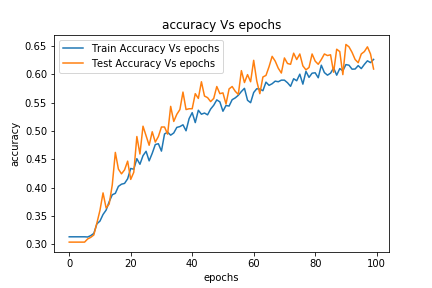 accuracy Vs epochs
Train Accuracy Vs epochs
Test Accuracy Vs epochs
accuracy
0.65
0.60
0.55
0.50
0.45
0.40
0.35
0.30
0 20 40 60 80 100
epochs